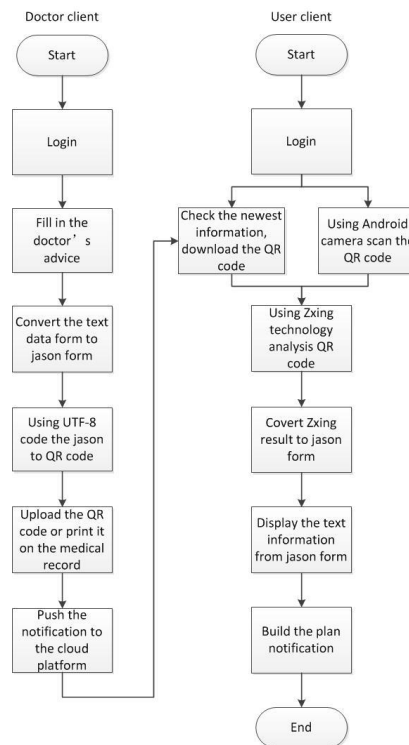 Doctor client
Start
Login
Fill in the
doctor's
advice
Convert the text
data form to
jason form
Using UTF-8
code the jason
to QR code
Upload the QR
code or print it
on the medical
record
Push the
notification to
the cloud
platform
User client
Start
Login
Check the newest
information,
download the QR
code
Using Android
camera scan the
QR code
Using Zxing
technology
analysis QR
code
Covert Zxing
result to jason
form
Display the text
information
from jason form
Build the plan
notification
End